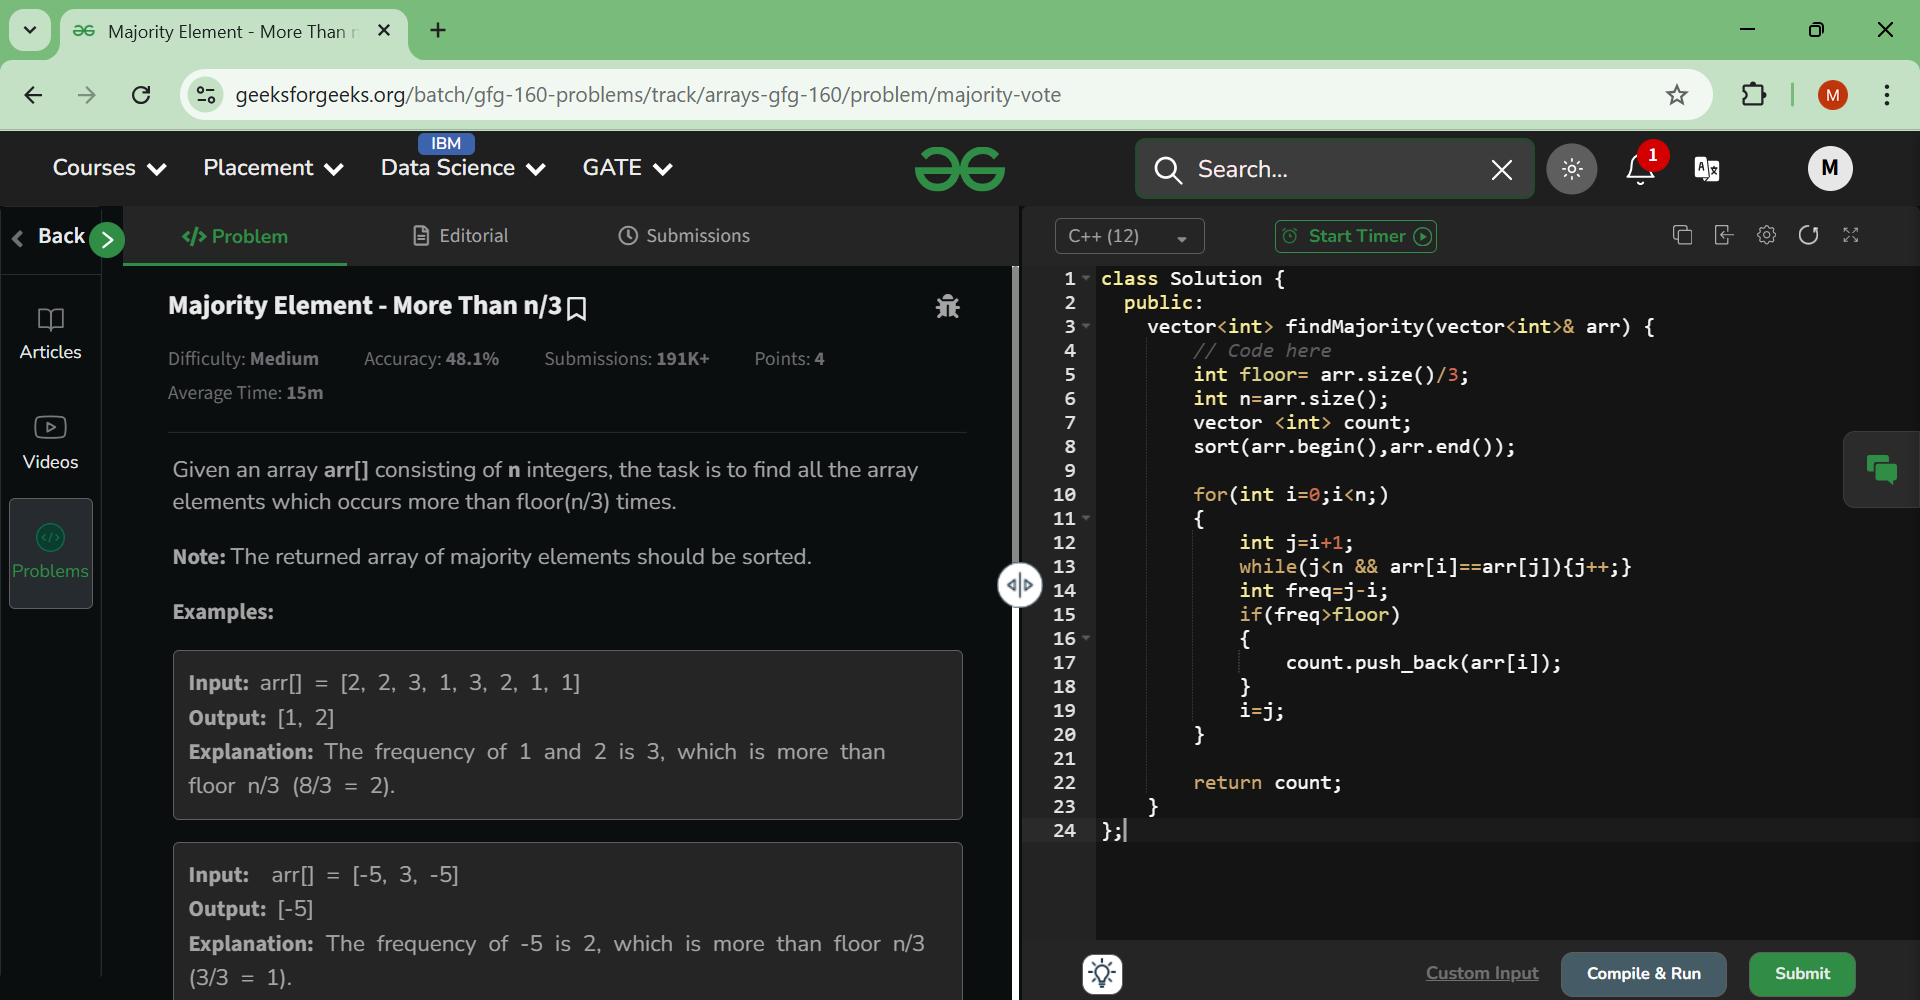 Majority Element - More Than
geeksforgeeks.org/batch/gfg-160-problems/track/arrays-gfg-160/problem/majority-vote
M
Courses
Placement
IBM
Data Science
GATE
Search...
1
M
Back
Problem
Editorial
Submissions
C++ (12)
Start Timer
Articles
Videos
Problems
Majority Element - More Than n/3
Difficulty: Medium Accuracy: 48.1% Submissions: 191K+ Points: 4
Average Time: 15m
Given an array arr[] consisting of n integers, the task is to find all the array
elements which occurs more than floor(n/3) times.
Note: The returned array of majority elements should be sorted.
Examples:
Input: arr[] = [2, 2, 3, 1, 3, 2, 1, 1]
Output: [1, 2]
Explanation: The frequency of 1 and 2 is 3, which is more than
floor n/3 (8/3 = 2).
Input: arr[] = [-5, 3, -5]
Output: [-5]
Explanation: The frequency of -5 is 2, which is more than floor n/3
(3/3 = 1).
1 class Solution {
2 public:
3 vector<int> findMajority(vector<int>& arr) {
4 // Code here
5 int floor= arr.size()/3;
6 int n=arr.size();
7 vector <int> count;
8 sort(arr.begin(),arr.end());
9
10 for(int i=0;i<n;)
11 {
12 int j=i+1;
13 while(j<n && arr[i]==arr[j]){j++;}
14 int freq=j-i;
15 if(freq>floor)
16 {
17 count.push_back(arr[i]);
18 }
19 i=j;
20 }
21
22 return count;
23 }
24 };
Custom Input
Compile & Run
Submit